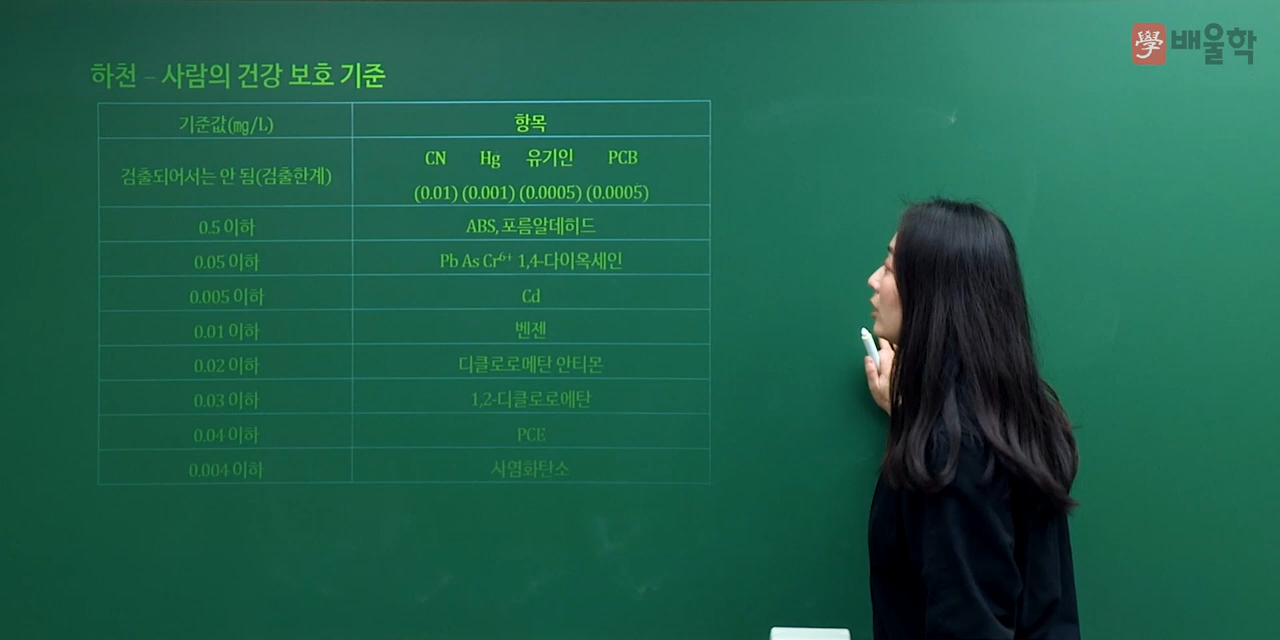 學 배울학
하천 – 사람의 건강 보호 기준
기준값(㎎/L) 항목
검출되어서는 안 됨(검출한계) CN Hg 유기인 PCB
(0.01) (0.001) (0.0005) (0.0005)
0.5 이하 ABS, 포름알데히드
0.05 이하 Pb As Cr⁶⁺ 1,4-다이옥세인
0.005 이하 Cd
0.01 이하 벤젠
0.02 이하 디클로로메탄 안티몬
0.03 이하 1,2-디클로로에탄
0.04 이하 PCE
0.004 이하 사염화탄소